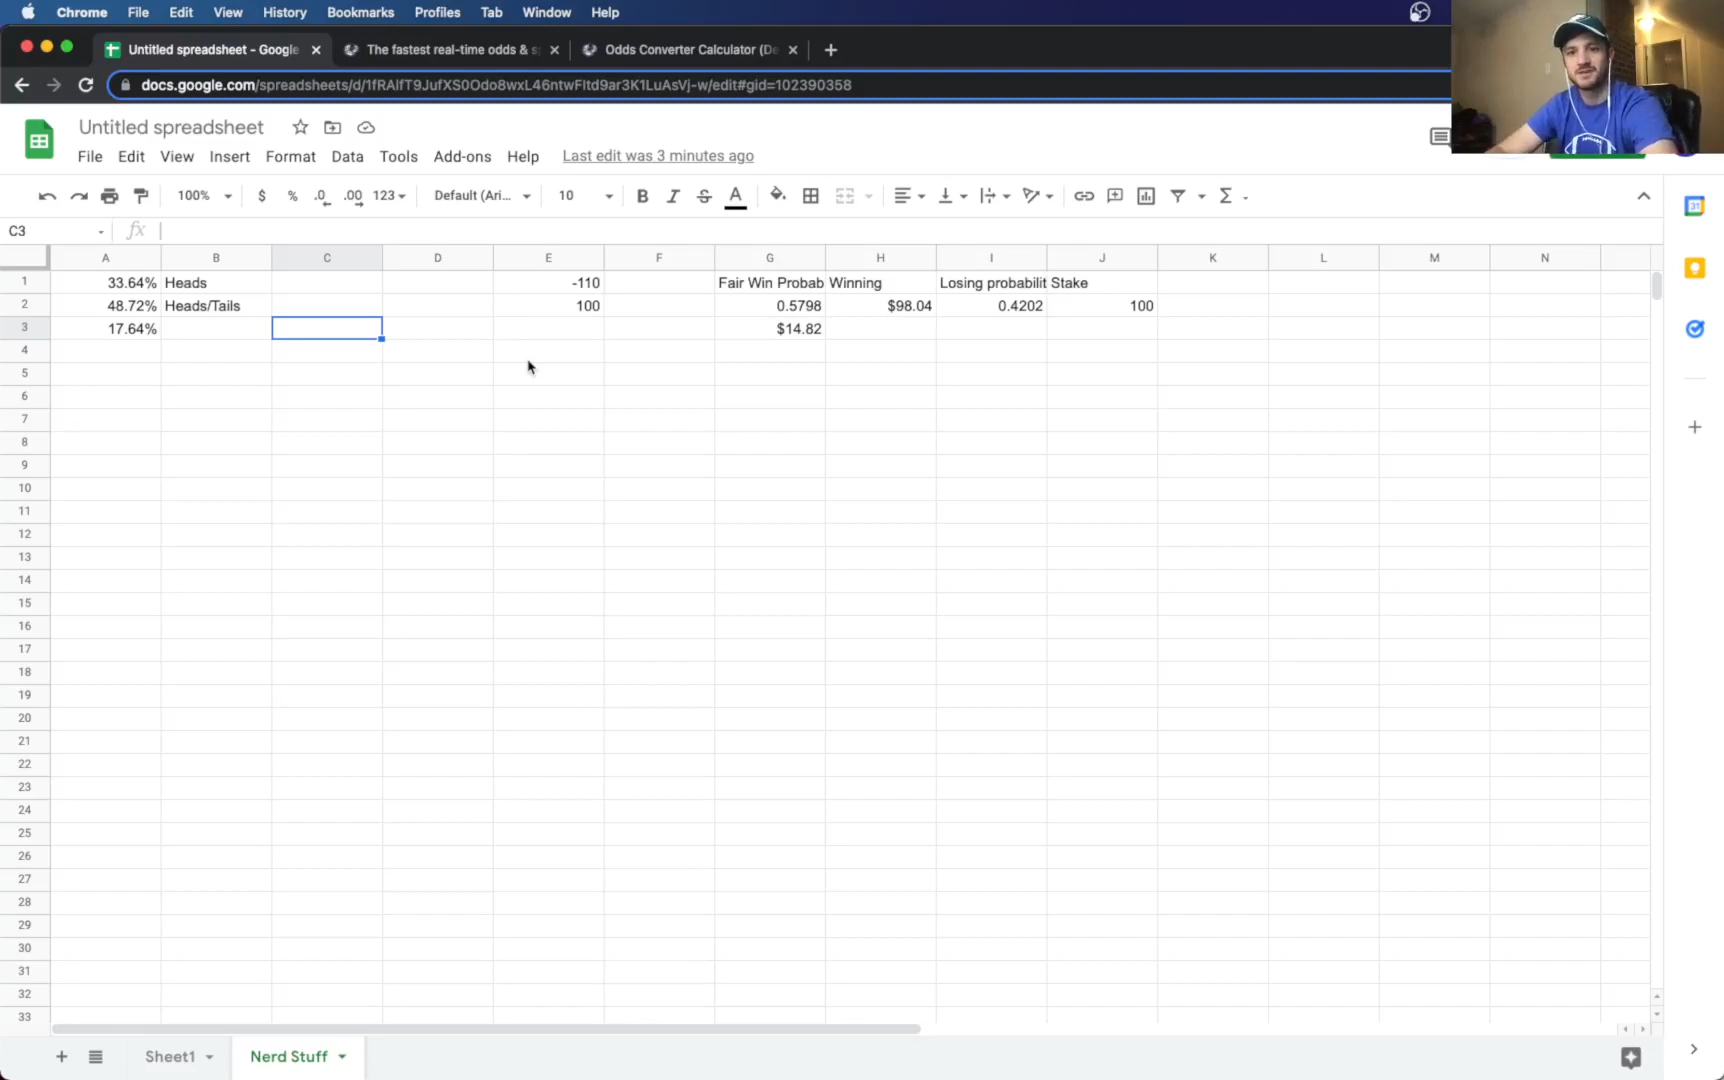 Chrome File Edit View History Bookmarks Profiles Tab Window Help
Untitled spreadsheet - Google
The fastest real-time odds & s
Odds Converter Calculator (De
docs.google.com/spreadsheets/d/1fRAlfT9JufXS0Odo8wxL46ntwFltd9ar3K1LuAsVj-w/edit#gid=102390358
Untitled spreadsheet
File Edit View Insert Format Data Tools Add-ons Help Last edit was 3 minutes ago
100% $ % .0 .00 123 Default (Ari... 10 B I S A Σ
C3 fx
A B C D E F G H I J K L M N
1 33.64% Heads -110 Fair Win Probab Winning Losing probabilit Stake
2 48.72% Heads/Tails 100 0.5798 $98.04 0.4202 100
3 17.64% $14.82
4
5
6
7
8
9
10
11
12
13
14
15
16
17
18
19
20
21
22
23
24
25
26
27
28
29
30
31
32
33
+ Sheet1 Nerd Stuff
31